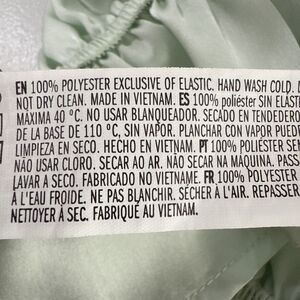 EN 100% POLYESTER EXCLUSIVE OF ELASTIC. HAND WASH COLD.
NOT DRY CLEAN. MADE IN VIETNAM. ES 100% poliéster SIN ELÁST
MÁXIMA 40 °C. NO USAR BLANQUEADOR. SECADO EN TENDEDERO
DE LA BASE DE 110 °C, SIN VAPOR. PLANCHAR CON VAPOR PUEDE
LIMPIEZA EN SECO. HECHO EN VIETNAM. PT 100% POLIÉSTER SEM
NÃO USAR CLORO. SECAR AO AR. NÃO SECAR NA MÁQUINA. PASS
LAVAR A SECO. FABRICADO NO VIETNAME. FR 100% POLYESTER
À L'EAU FROIDE. NE PAS BLANCHIR. SÉCHER À L'AIR. REPASSER
NETTOYER À SEC. FABRIQUÉ AU VIETNAM.